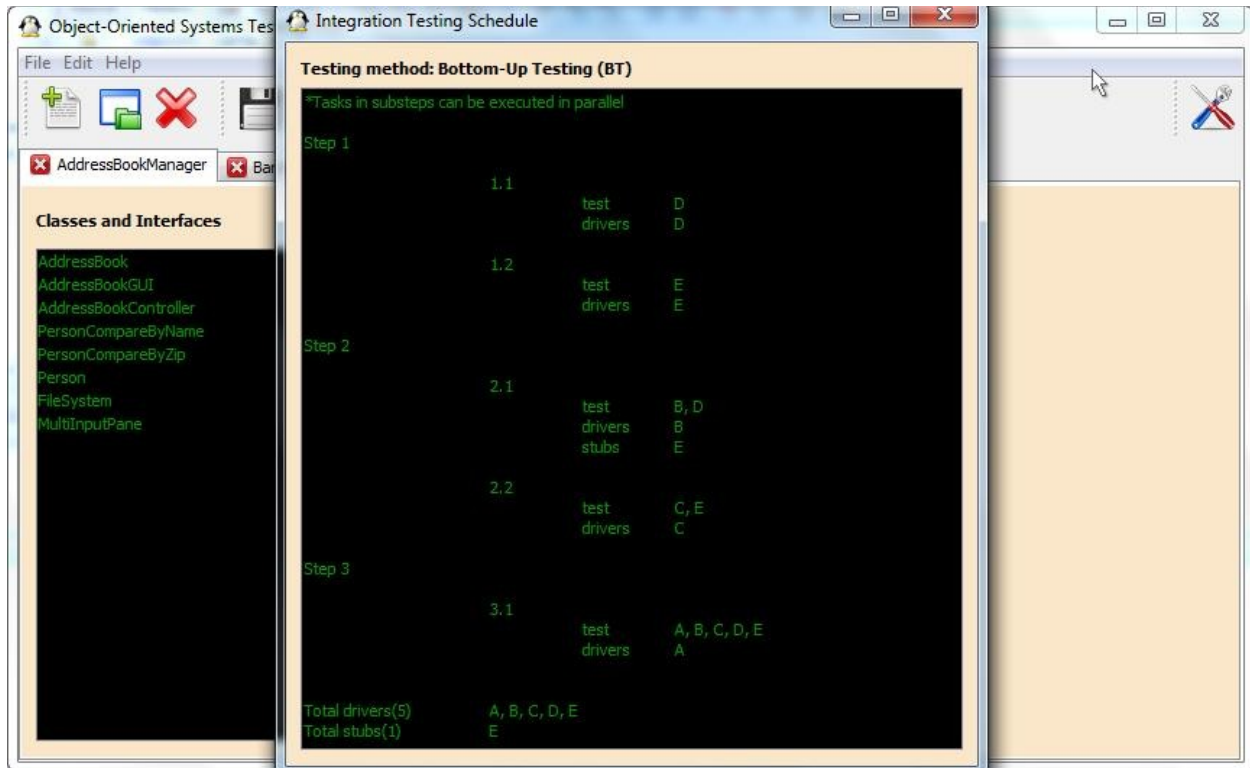 Object-Oriented Systems Tes
File Edit Help
AddressBookManager
Bar
Classes and Interfaces
AddressBook
AddressBookGUI
AddressBookController
PersonCompareByName
PersonCompareByZip
Person
FileSystem
MultiInputPane
Integration Testing Schedule
Testing method: Bottom-Up Testing (BT)
*Tasks in substeps can be executed in parallel
Step 1
1.1
test D
drivers D
1.2
test E
drivers E
Step 2
2.1
test B, D
drivers B
stubs E
2.2
test C, E
drivers C
Step 3
3.1
test A, B, C, D, E
drivers A
Total drivers(5) A, B, C, D, E
Total stubs(1) E